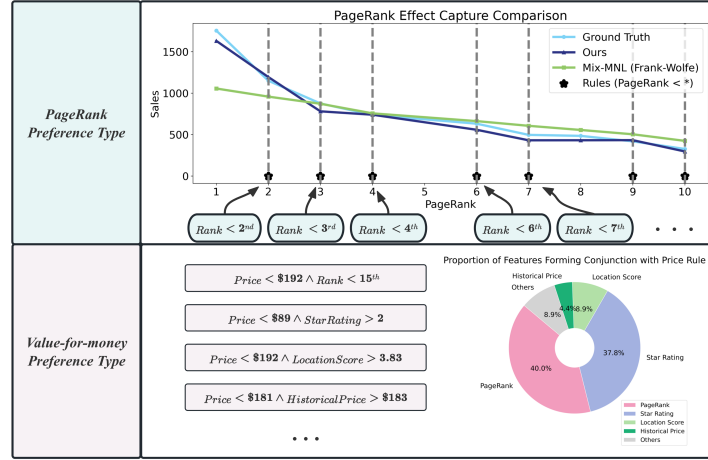 PageRank Effect Capture Comparison
Ground Truth
Ours
Mix-MNL (Frank-Wolfe)
Rules (PageRank < *)
Sales
1500
1000
500
0
1 2 3 4 5 6 7 8 9 10
PageRank
PageRank
Preference Type
Rank < 2nd
Rank < 3rd
Rank < 4th
Rank < 6th
Rank < 7th
. . .
Value-for-money
Preference Type
Price < $192 ∧ Rank < 15th
Price < $89 ∧ StarRating > 2
Price < $192 ∧ LocationScore > 3.83
Price < $181 ∧ HistoricalPrice > $183
• • •
Proportion of Features Forming Conjunction with Price Rule
Historical Price
Others
Location Score
Star Rating
PageRank
4.4%
8.9%
8.9%
37.8%
40.0%
PageRank
Star Rating
Location Score
Historical Price
Others